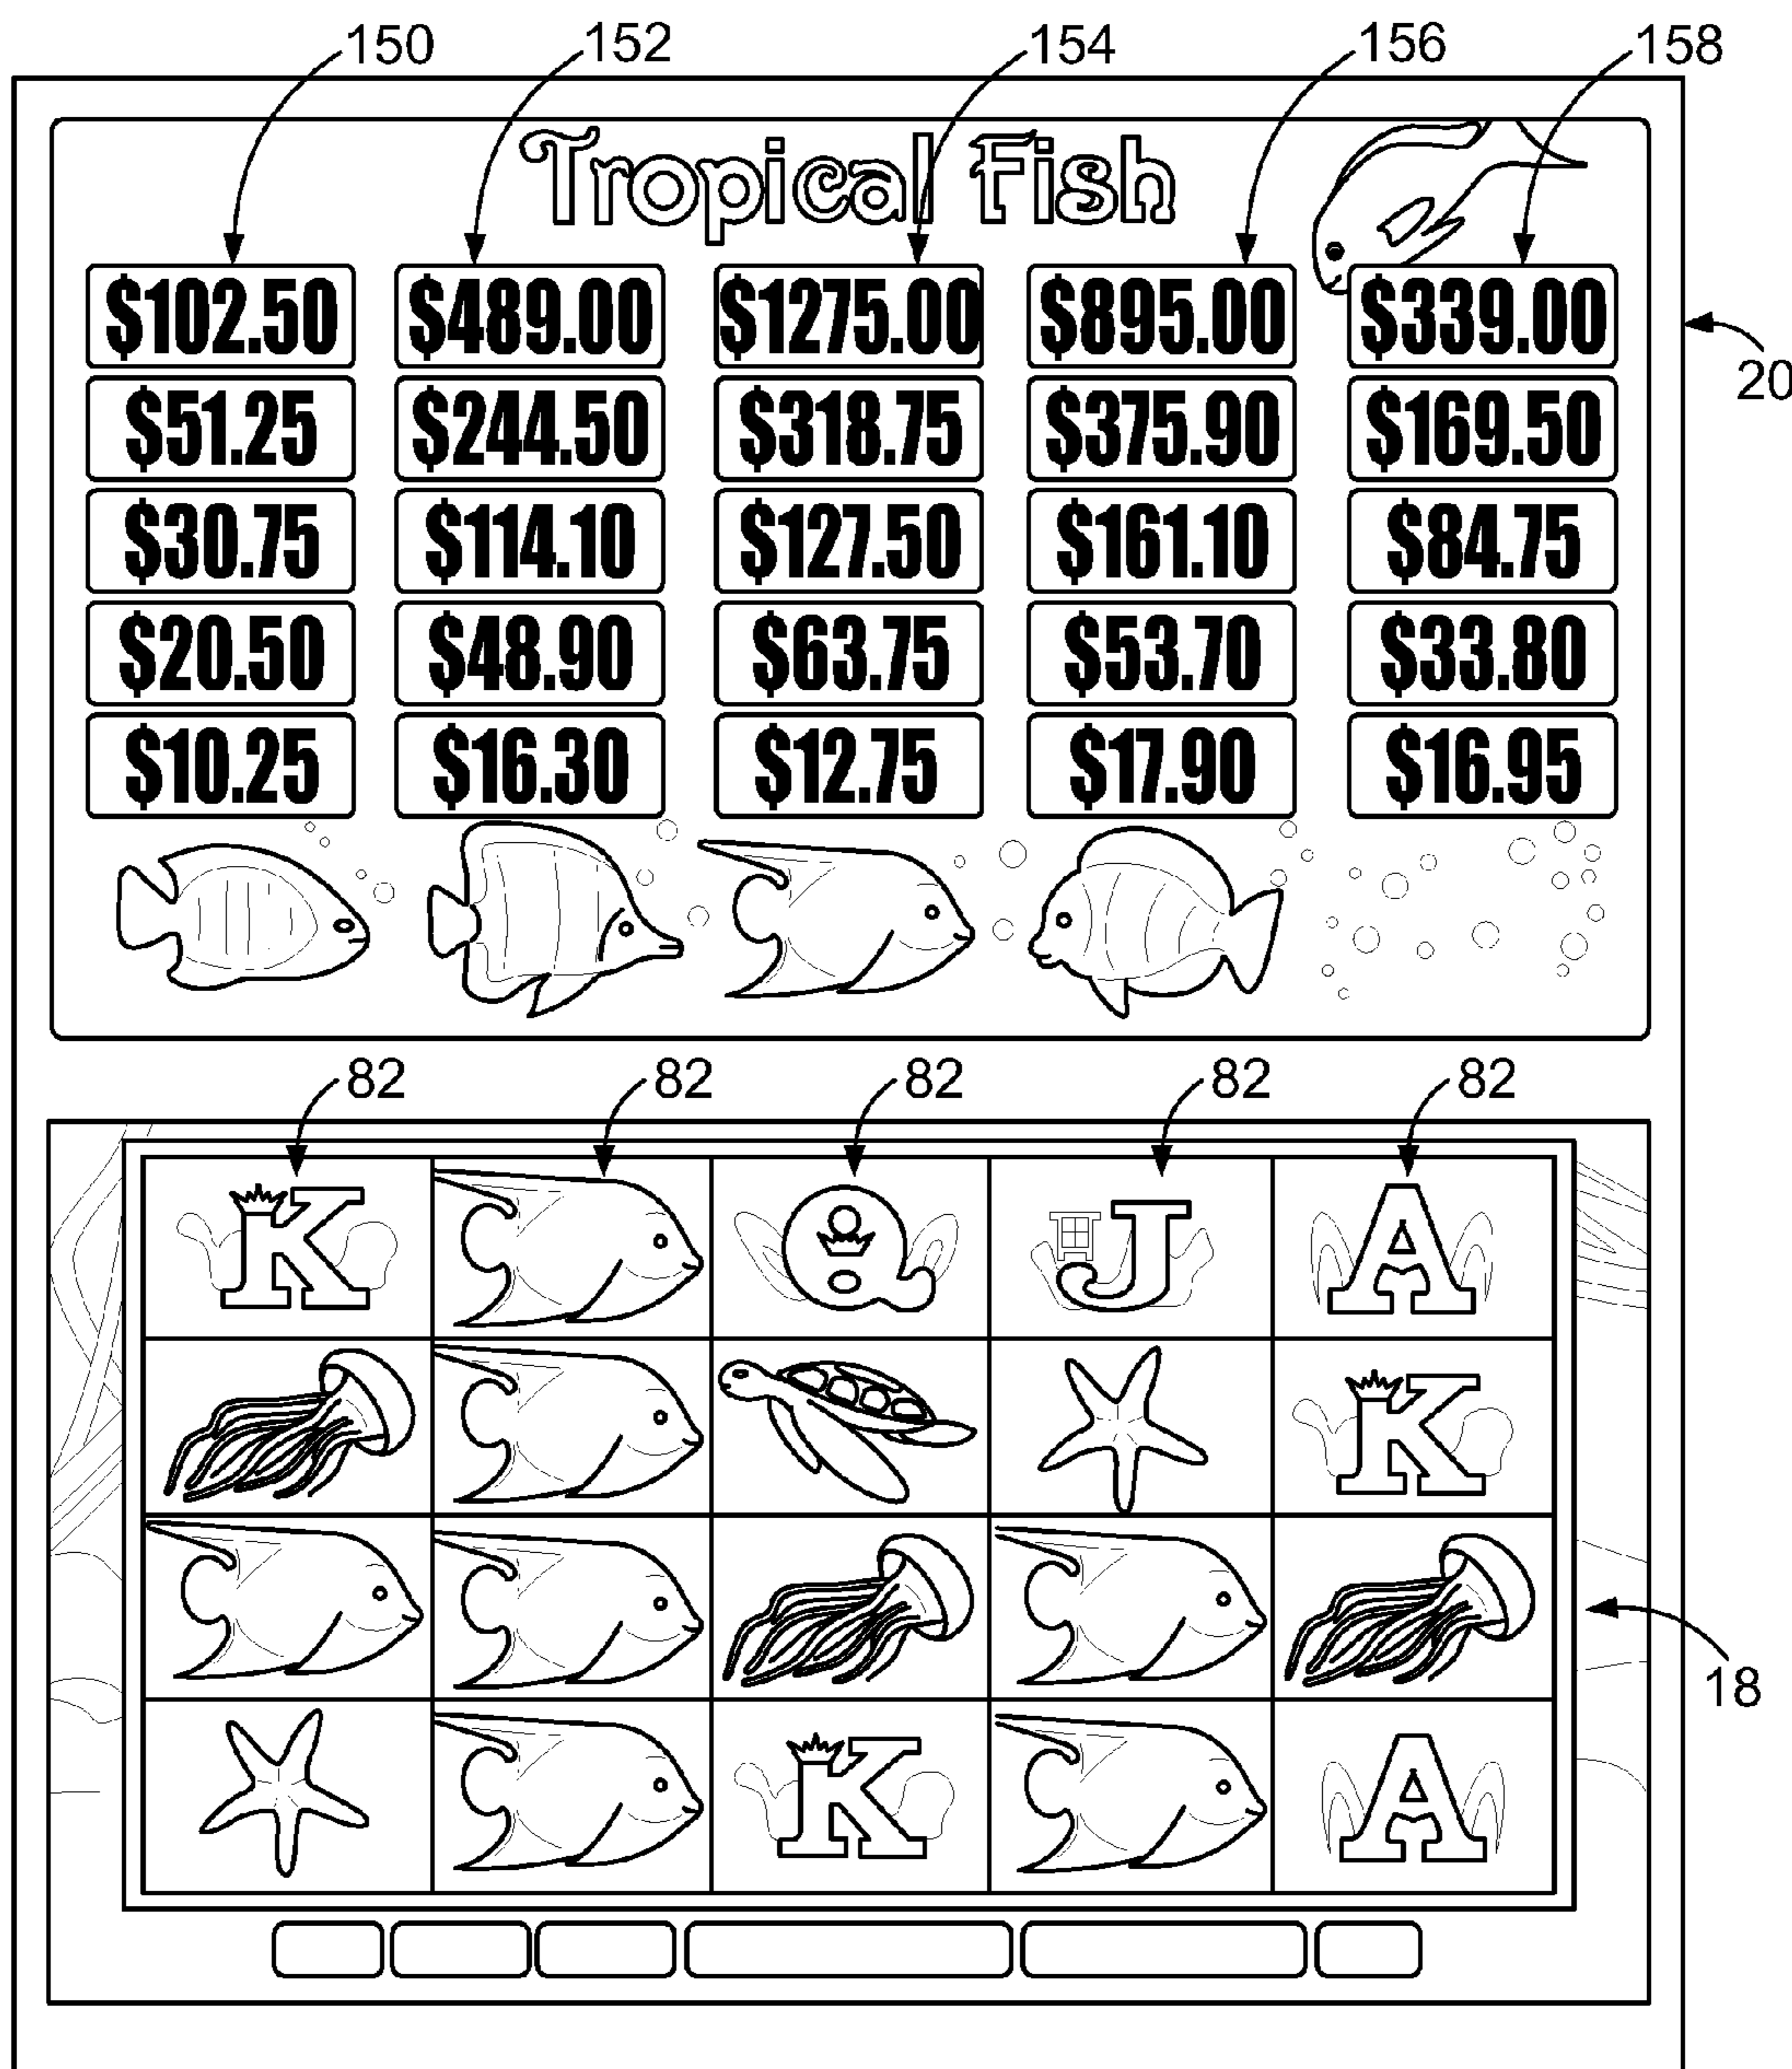 150 152 154 156 158
Tropical Fish
$102.50 $489.00 $1275.00 $895.00 $339.00
20
$51.25 $244.50 $318.75 $375.90 $169.50
$30.75 $114.10 $127.50 $161.10 $84.75
$20.50 $48.90 $63.75 $53.70 $33.80
$10.25 $16.30 $12.75 $17.90 $16.95
82 82 82 82 82
K Q J A
K
18
K A